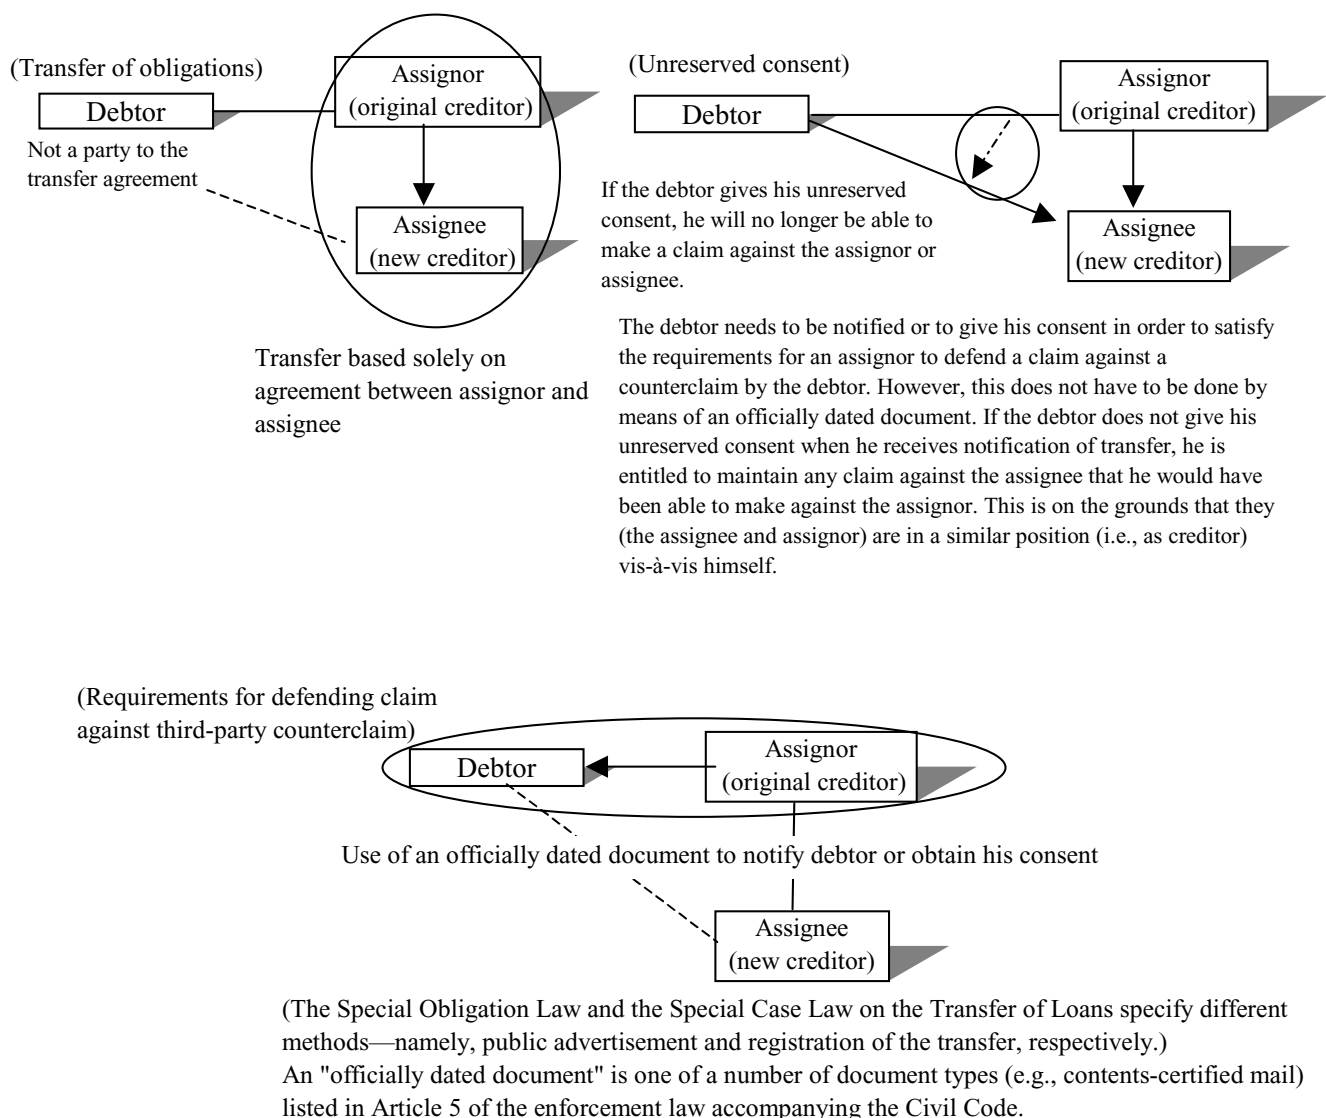 (Transfer of obligations)
Debtor
Assignor
(original creditor)
Not a party to the
transfer agreement
Assignee
(new creditor)
Transfer based solely on
agreement between assignor and
assignee
(Unreserved consent)
Debtor
Assignor
(original creditor)
If the debtor gives his unreserved
consent, he will no longer be able to
make a claim against the assignor or
assignee.
Assignee
(new creditor)
The debtor needs to be notified or to give his consent in order to satisfy
the requirements for an assignor to defend a claim against a
counterclaim by the debtor. However, this does not have to be done by
means of an officially dated document. If the debtor does not give his
unreserved consent when he receives notification of transfer, he is
entitled to maintain any claim against the assignee that he would have
been able to make against the assignor. This is on the grounds that they
(the assignee and assignor) are in a similar position (i.e., as creditor)
vis-à-vis himself.
(Requirements for defending claim
against third-party counterclaim)
Debtor
Assignor
(original creditor)
Use of an officially dated document to notify debtor or obtain his consent
Assignee
(new creditor)
(The Special Obligation Law and the Special Case Law on the Transfer of Loans specify different
methods—namely, public advertisement and registration of the transfer, respectively.)
An "officially dated document" is one of a number of document types (e.g., contents-certified mail)
listed in Article 5 of the enforcement law accompanying the Civil Code.